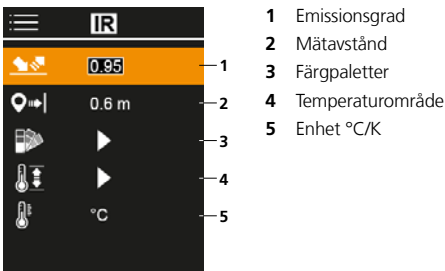 IR
0.95
1
0.6 m
2
3
4
°C
5
1 Emissionsgrad
2 Mätavstånd
3 Färgpaletter
4 Temperaturområde
5 Enhet °C/K